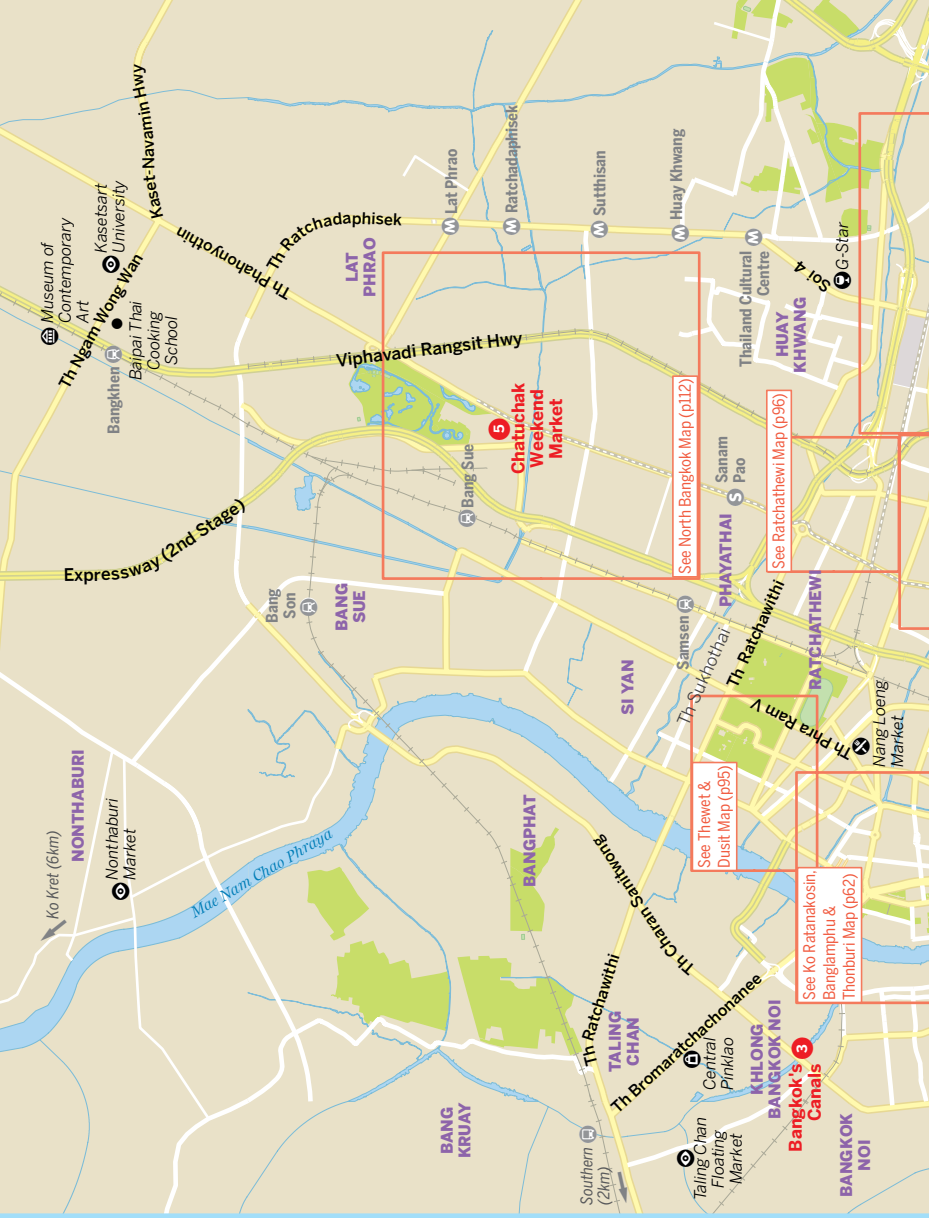 Ko Kret (6km)
NONTHABURI
Nonthaburi
Market
Mae Nam Chao Phraya
Expressway (2nd Stage)
Museum of
Contemporary
Art
Th Ngam Wong Wan
Kasetsart
University
Kaset-Navamin Hwy
Bangkhen
Baipai Thai
Cooking
School
Th Phahonyothin
Th Ratchadaphisek
LAT
PHRAO
M Lat Phrao
M Ratchadaphisek
M Sutthisan
M Huay Khwang
Thailand Cultural
Centre
M
Soi 4
G-Star
HUAY
KHWANG
Viphavadi Rangsit Hwy
5
Chatuchak
Weekend
Market
Bang Sue
See North Bangkok Map (p112)
Bang
Son
BANG
SUE
SI YAN
Samsen
PHAYATHAI
S
Sanam
Pao
See Ratchathewi Map (p96)
Th Sukhothai
Th Ratchawithi
RATCHATHEWI
Th Phra Ram V
Nang Loeng
Market
See Thewet &
Dusit Map (p95)
See Ko Ratanakosin,
Banglamphu &
Thonburi Map (p62)
BANGPHAT
Th Charan Sanitwong
Th Ratchawithi
TALING
CHAN
Th Bromaratchachonanee
Central
Pinklao
KHLONG
BANGKOK NOI
Bangkok's 3
Canals
BANG
KRUAY
Southern
(2km)
Taling Chan
Floating
Market
BANGKOK
NOI